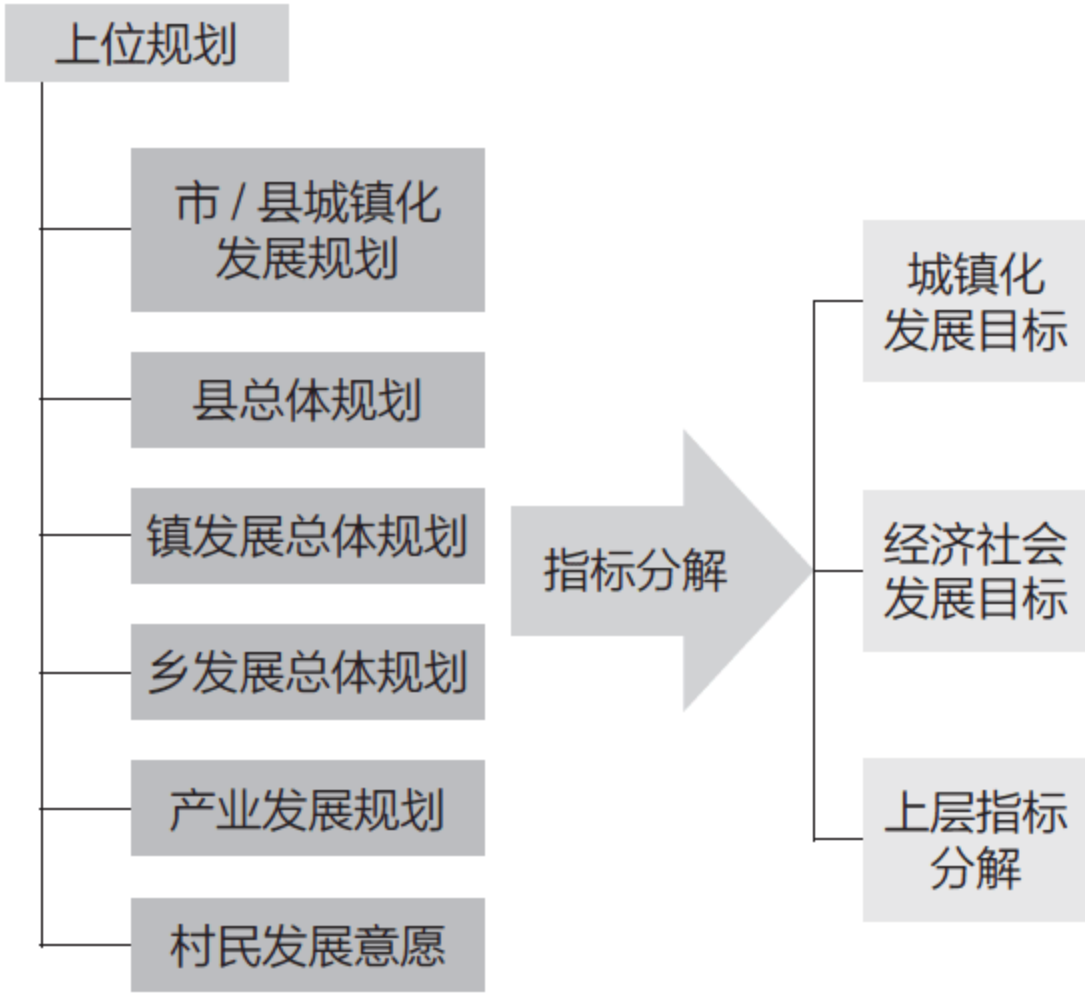 上位规划
市 / 县城镇化
发展规划
县总体规划
镇发展总体规划
乡发展总体规划
产业发展规划
村民发展意愿
指标分解
城镇化
发展目标
经济社会
发展目标
上层指标
分解